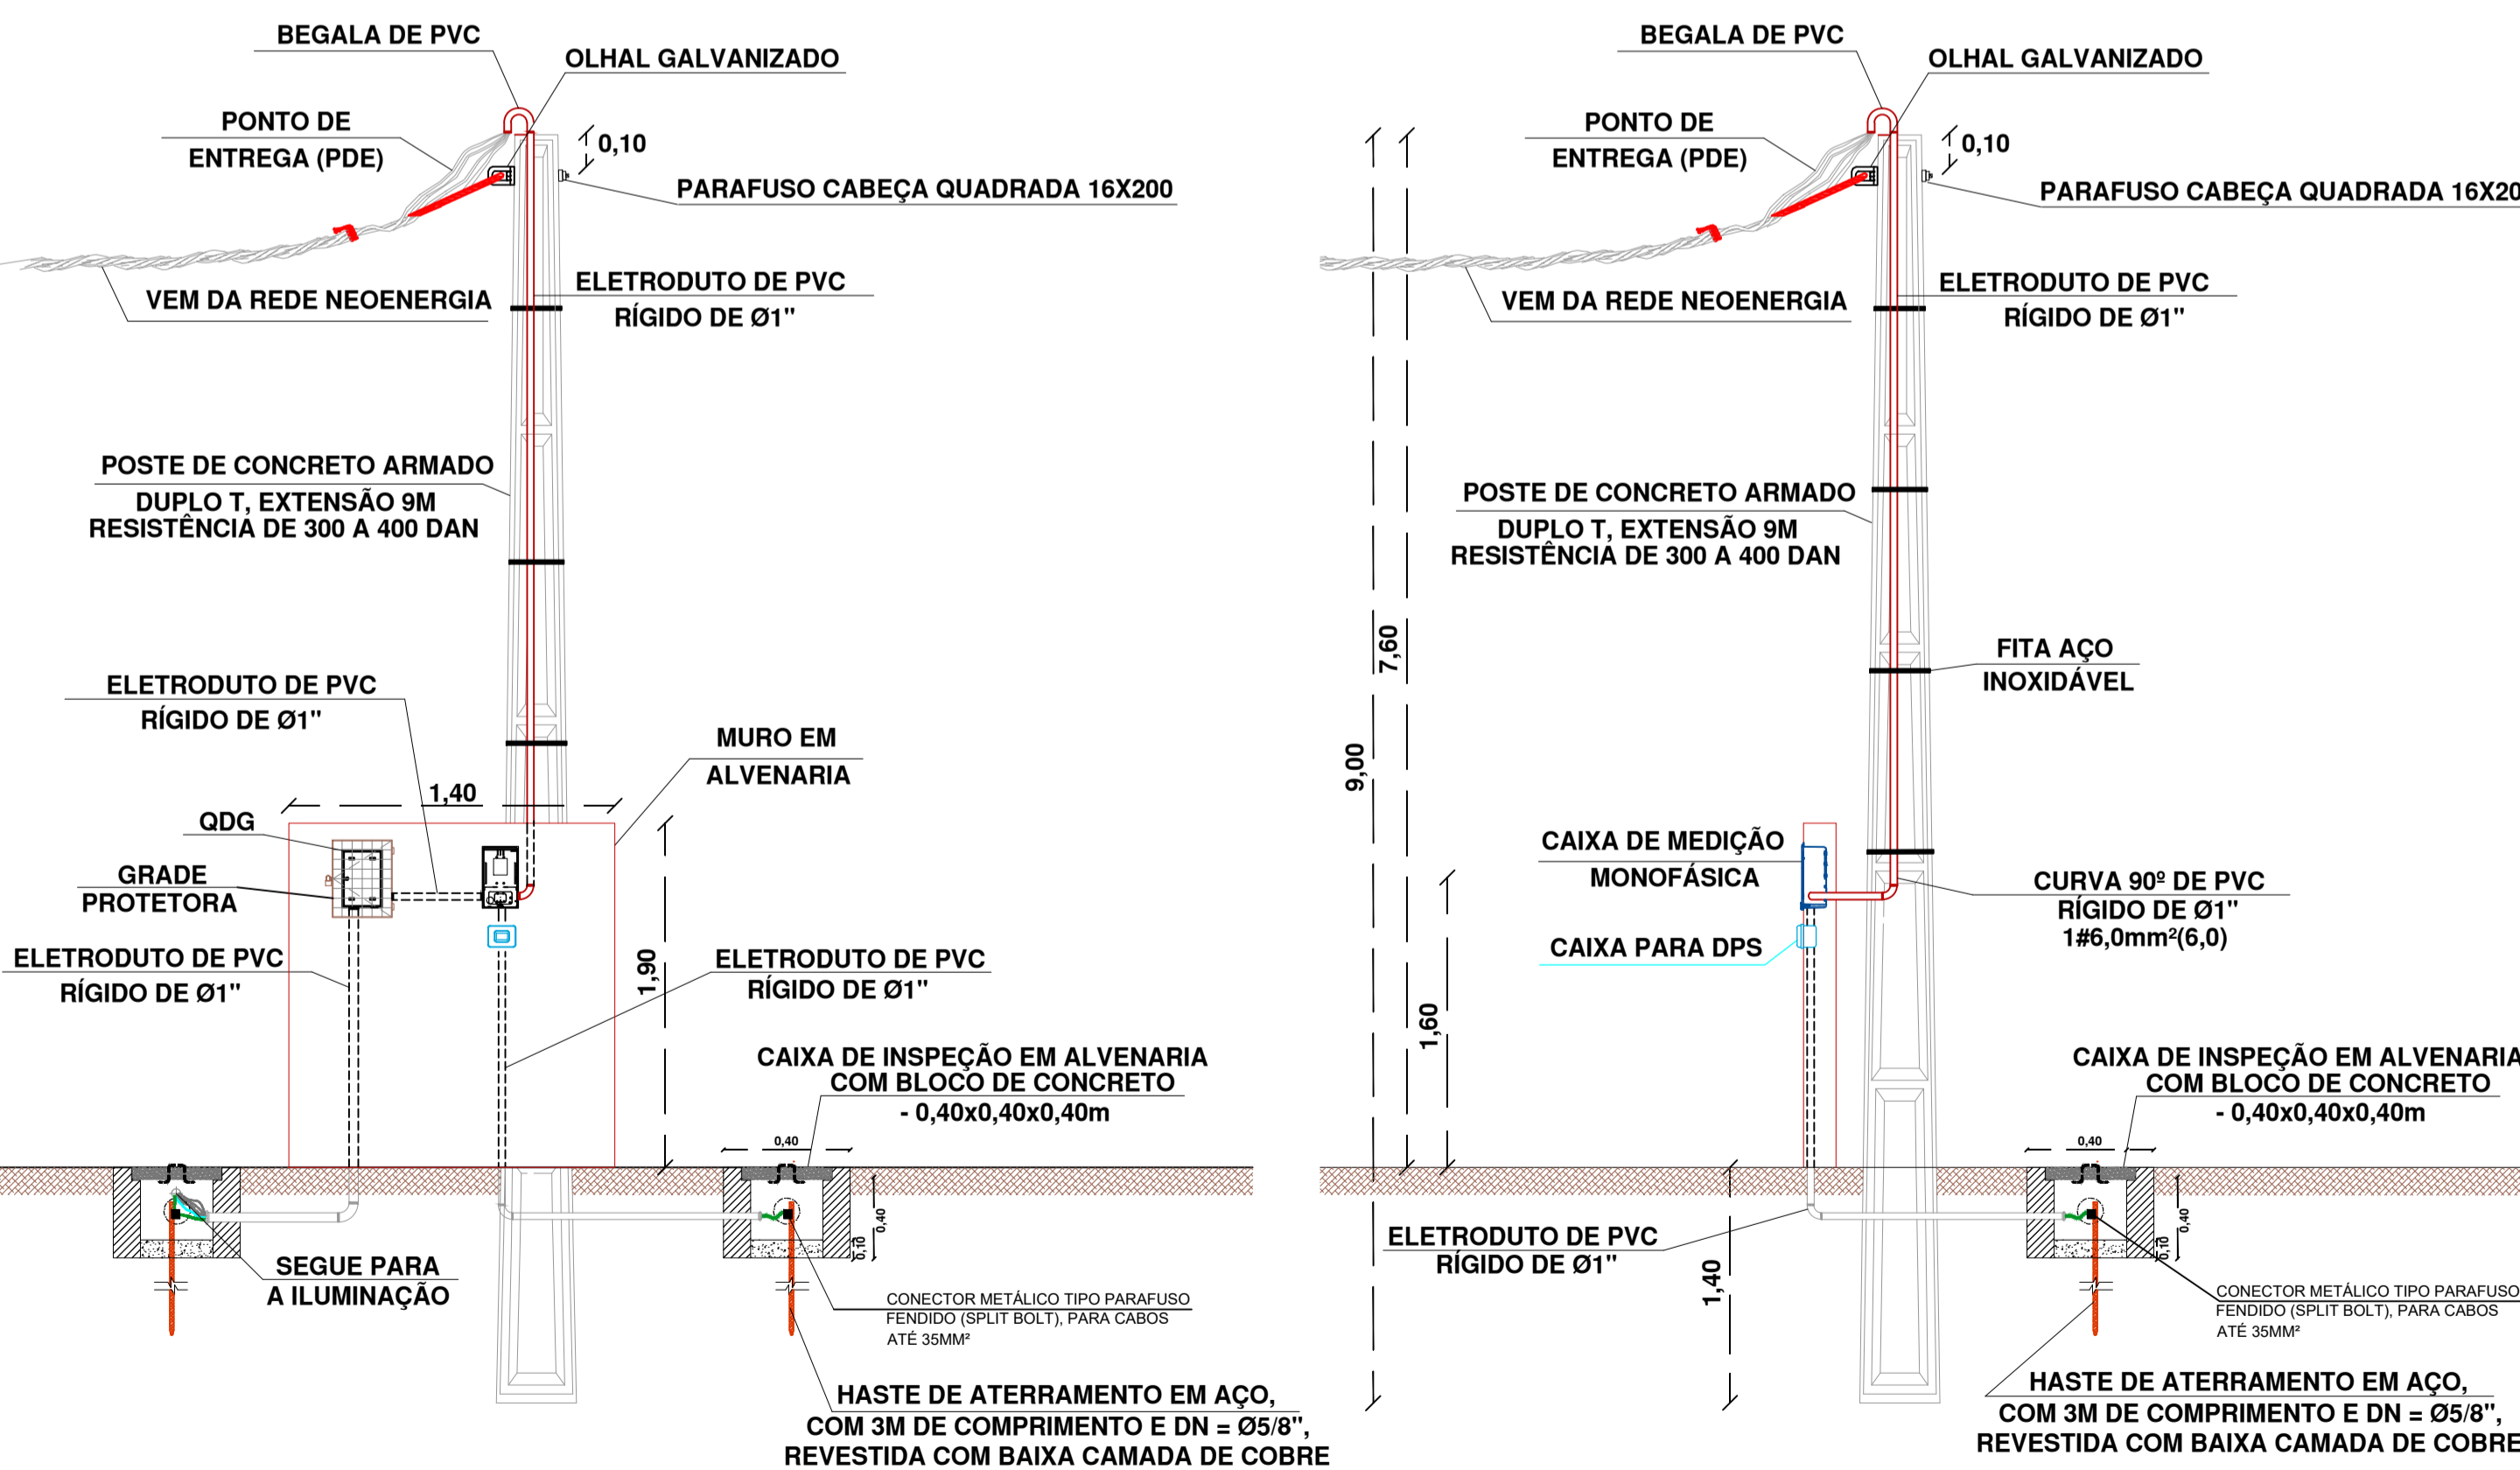 BEGALA DE PVC
OLHAL GALVANIZADO
PONTO DE
ENTREGA (PDE)
0,10
PARAFUSO CABEÇA QUADRADA 16X200
VEM DA REDE NEOENERGIA
ELETRODUTO DE PVC
RÍGIDO DE Ø1"
POSTE DE CONCRETO ARMADO
DUPLO T, EXTENSÃO 9M
RESISTÊNCIA DE 300 A 400 DAN
ELETRODUTO DE PVC
RÍGIDO DE Ø1"
MURO EM
ALVENARIA
1,40
QDG
GRADE
PROTETORA
ELETRODUTO DE PVC
RÍGIDO DE Ø1"
1,90
ELETRODUTO DE PVC
RÍGIDO DE Ø1"
CAIXA DE INSPEÇÃO EM ALVENARIA
COM BLOCO DE CONCRETO
- 0,40x0,40x0,40m
0,40
0,40
0,10
SEGUE PARA
A ILUMINAÇÃO
CONECTOR METÁLICO TIPO PARAFUSO
FENDIDO (SPLIT BOLT), PARA CABOS
ATÉ 35MM²
HASTE DE ATERRAMENTO EM AÇO,
COM 3M DE COMPRIMENTO E DN = Ø5/8",
REVESTIDA COM BAIXA CAMADA DE COBRE
BEGALA DE PVC
OLHAL GALVANIZADO
PONTO DE
ENTREGA (PDE)
0,10
PARAFUSO CABEÇA QUADRADA 16X20
VEM DA REDE NEOENERGIA
ELETRODUTO DE PVC
RÍGIDO DE Ø1"
POSTE DE CONCRETO ARMADO
DUPLO T, EXTENSÃO 9M
RESISTÊNCIA DE 300 A 400 DAN
7,60
9,00
FITA AÇO
INOXIDÁVEL
CAIXA DE MEDIÇÃO
MONOFÁSICA
CURVA 90º DE PVC
RÍGIDO DE Ø1"
1#6,0mm²(6,0)
CAIXA PARA DPS
1,60
CAIXA DE INSPEÇÃO EM ALVENARIA
COM BLOCO DE CONCRETO
- 0,40x0,40x0,40m
0,40
0,40
0,10
ELETRODUTO DE PVC
RÍGIDO DE Ø1"
1,40
CONECTOR METÁLICO TIPO PARAFUSO
FENDIDO (SPLIT BOLT), PARA CABOS
ATÉ 35MM²
HASTE DE ATERRAMENTO EM AÇO,
COM 3M DE COMPRIMENTO E DN = Ø5/8",
REVESTIDA COM BAIXA CAMADA DE COBRE